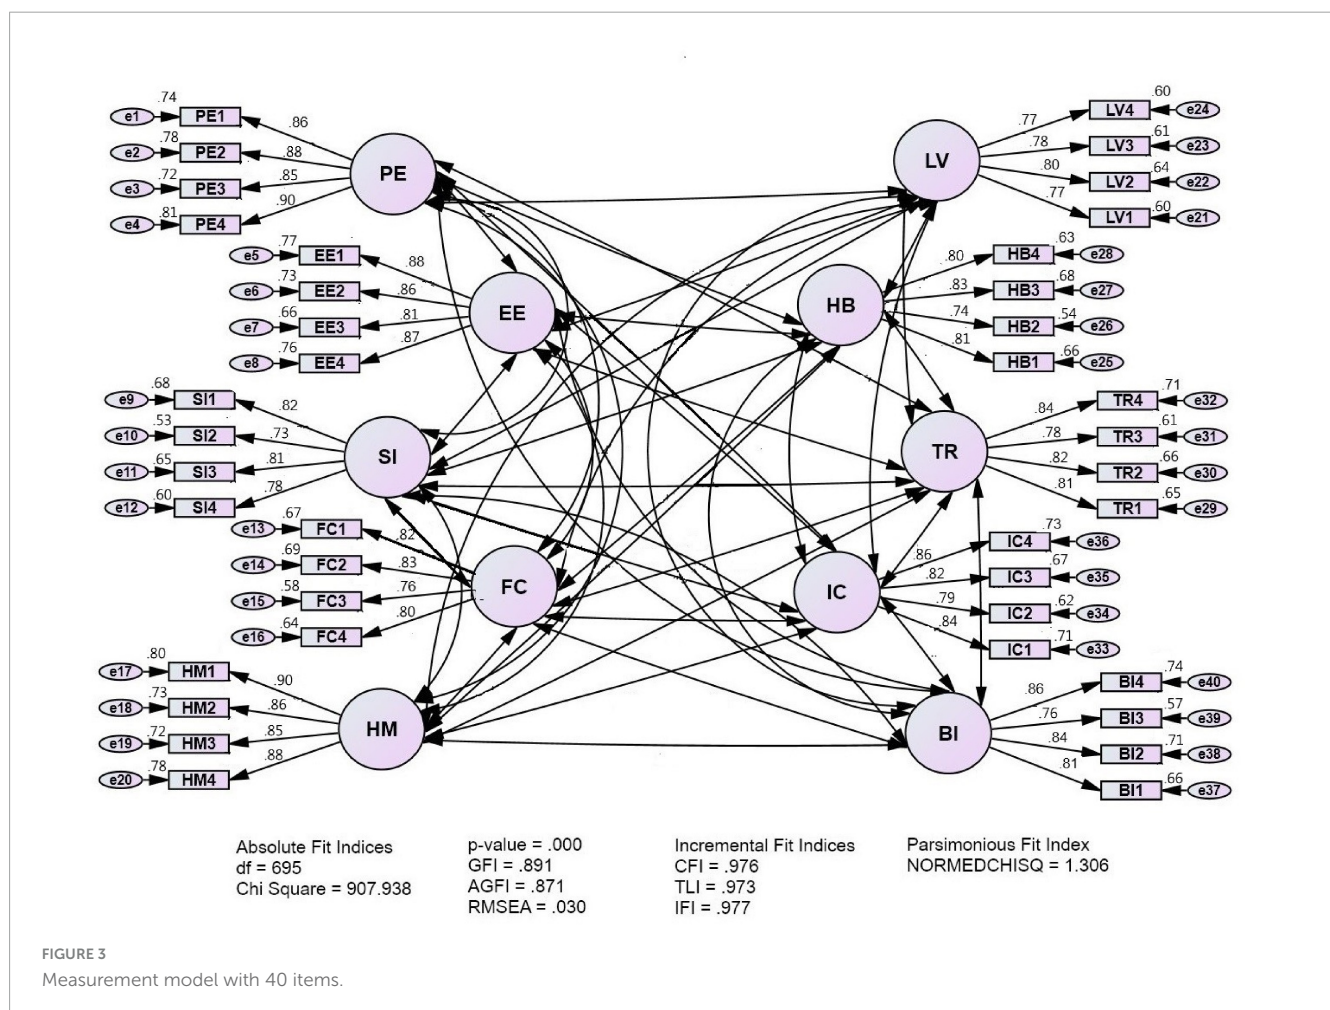 .74
e1 PE1 .86
.78
e2 PE2 .88
.72
e3 PE3 .85
.81
e4 PE4 .90
PE
.77
e5 EE1 .88
.73
e6 EE2 .86
.66
e7 EE3 .81
.76
e8 EE4 .87
EE
.68
e9 SI1 .82
.53
e10 SI2 .73
.65
e11 SI3 .81
.60
e12 SI4 .78
SI
.67
e13 FC1 .82
.69
e14 FC2 .83
.58
e15 FC3 .76
.64
e16 FC4 .80
FC
.80
e17 HM1 .90
.73
e18 HM2 .86
.72
e19 HM3 .85
.78
e20 HM4 .88
HM
LV
.60
.77 LV4 e24
.61
.78 LV3 e23
.64
.80 LV2 e22
.60
.77 LV1 e21
HB
.63
.80 HB4 e28
.68
.83 HB3 e27
.54
.74 HB2 e26
.66
.81 HB1 e25
TR
.71
.84 TR4 e32
.61
.78 TR3 e31
.66
.82 TR2 e30
.65
.81 TR1 e29
IC
.73
.86 IC4 e36
.67
.82 IC3 e35
.62
.79 IC2 e34
.71
.84 IC1 e33
BI
.74
.86 BI4 e40
.57
.76 BI3 e39
.71
.84 BI2 e38
.66
.81 BI1 e37
Absolute Fit Indices
df = 695
Chi Square = 907.938
p-value = .000
GFI = .891
AGFI = .871
RMSEA = .030
Incremental Fit Indices
CFI = .976
TLI = .973
IFI = .977
Parsimonious Fit Index
NORMEDCHISQ = 1.306
FIGURE 3
Measurement model with 40 items.